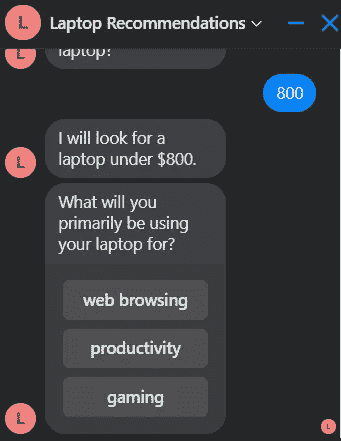 L Laptop Recommendations
laptop?
L
800
I will look for a
laptop under $800.
L
What will you
primarily be using
your laptop for?
web browsing
productivity
gaming
L
L